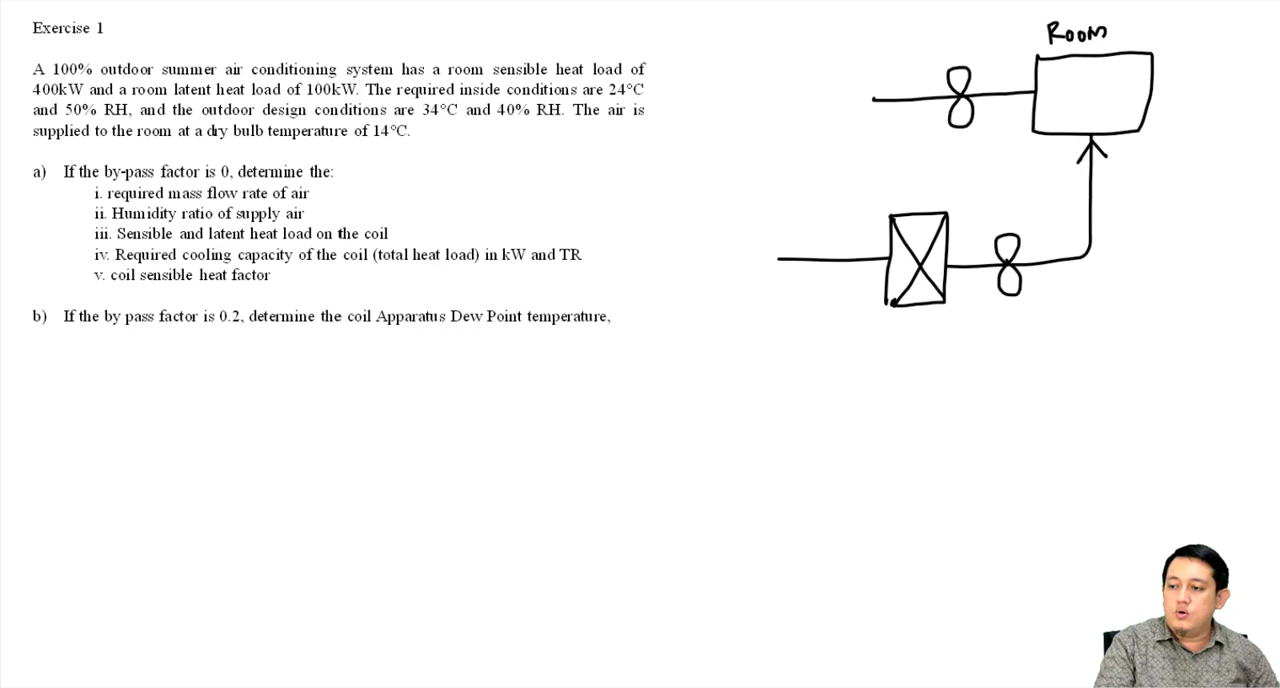 Exercise 1
A 100% outdoor summer air conditioning system has a room sensible heat load of
400kW and a room latent heat load of 100kW. The required inside conditions are 24°C
and 50% RH, and the outdoor design conditions are 34°C and 40% RH. The air is
supplied to the room at a dry bulb temperature of 14°C.
a) If the by-pass factor is 0, determine the:
i. required mass flow rate of air
ii. Humidity ratio of supply air
iii. Sensible and latent heat load on the coil
iv. Required cooling capacity of the coil (total heat load) in kW and TR
v. coil sensible heat factor
b) If the by pass factor is 0.2, determine the coil Apparatus Dew Point temperature,
Room